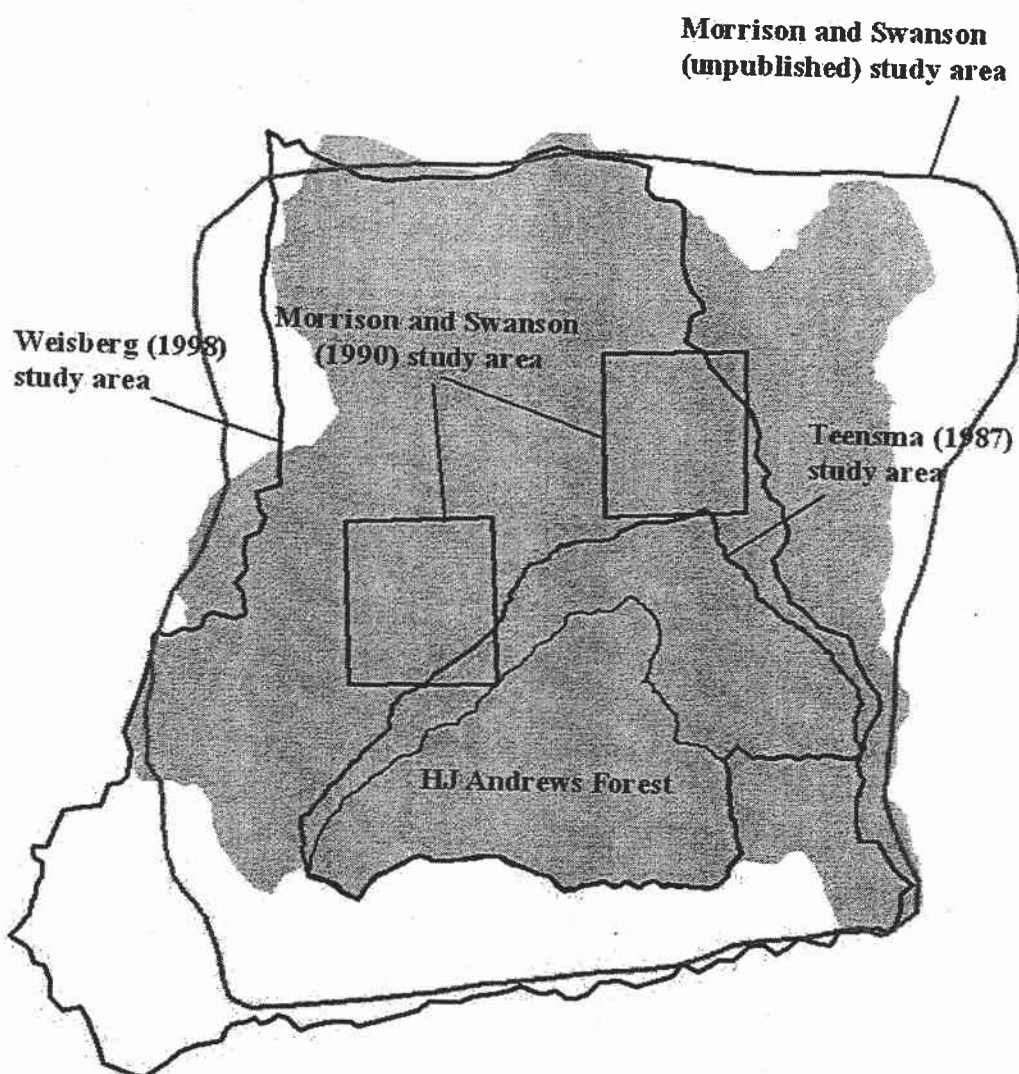 Morrison and Swanson
(unpublished) study area
Morrison and Swanson
(1990) study area
Weisberg (1998)
study area
Teensma (1987)
study area
HJ Andrews Forest